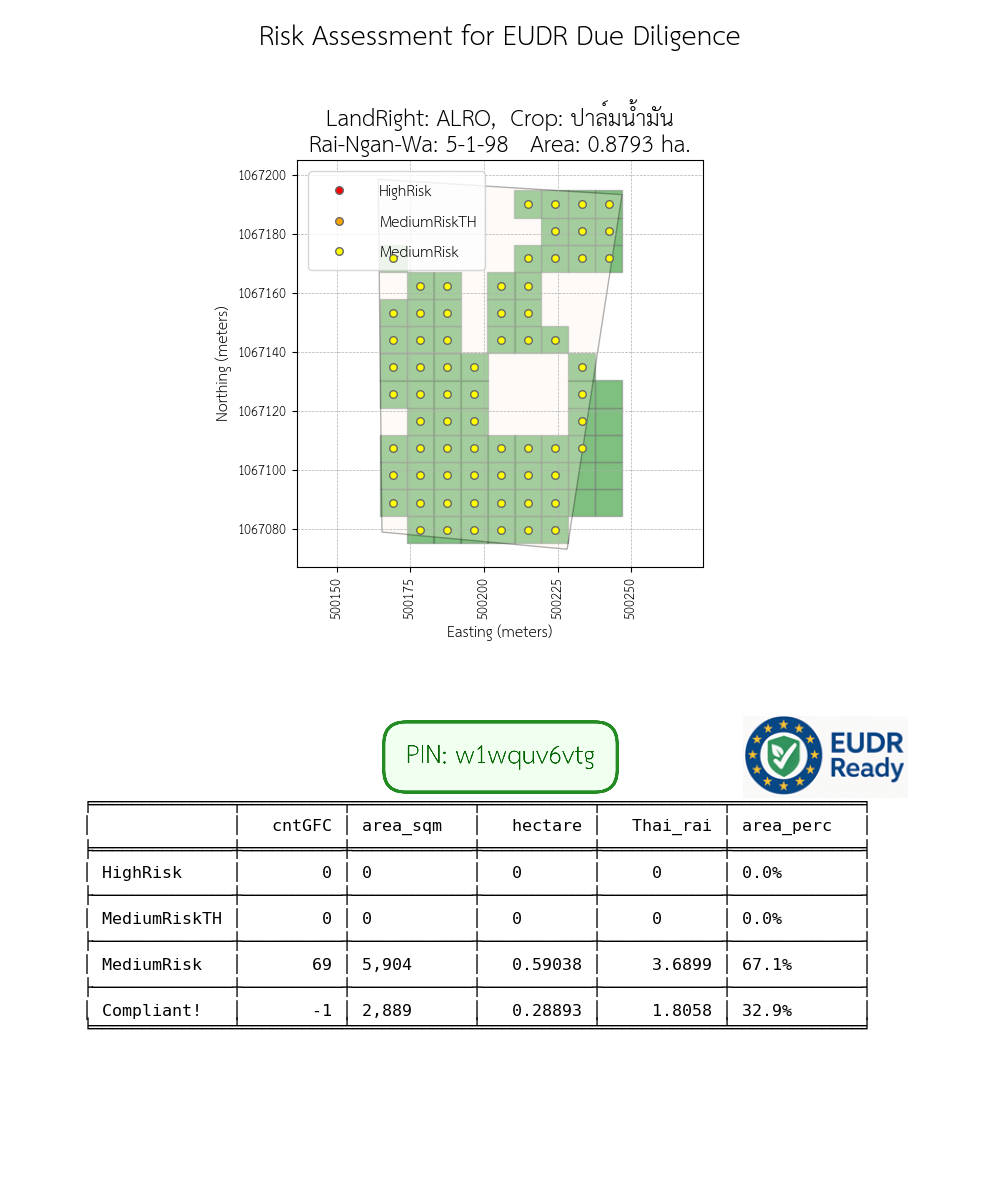 Risk Assessment for EUDR Due Diligence
LandRight: ALRO,  Crop: ปาล์มน้ำมัน
Rai-Ngan-Wa: 5-1-98   Area: 0.8793 ha.
HighRisk
MediumRiskTH
MediumRisk
1067200
1067180
1067160
1067140
1067120
1067100
1067080
Northing (meters)
500150 500175 500200 500225 500250
Easting (meters)
PIN: w1wquv6vtg
EUDR
Ready
cntGFC area_sqm hectare Thai_rai area_perc
HighRisk 0 0 0 0 0.0%
MediumRiskTH 0 0 0 0 0.0%
MediumRisk 69 5,904 0.59038 3.6899 67.1%
Compliant! -1 2,889 0.28893 1.8058 32.9%